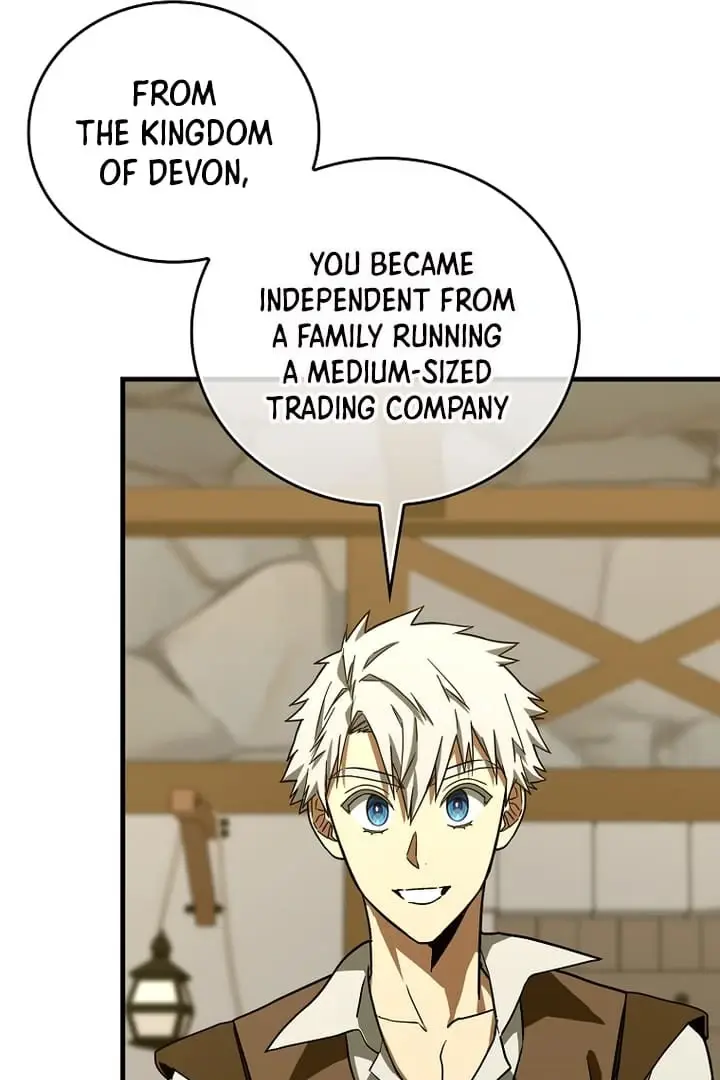 FROM
THE KINGDOM
OF DEVON,
YOU BECAME
INDEPENDENT FROM
A FAMILY RUNNING
A MEDIUM-SIZED
TRADING COMPANY